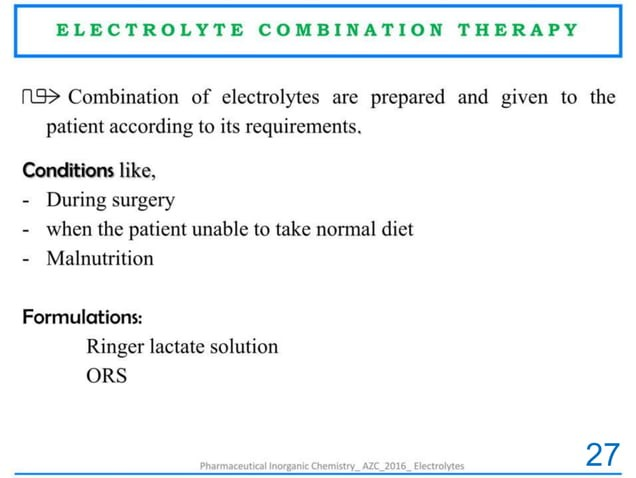 ELECTROLYTE COMBINATION THERAPY
Combination of electrolytes are prepared and given to the
patient according to its requirements.
Conditions like,
- During surgery
- when the patient unable to take normal diet
- Malnutrition
Formulations:
Ringer lactate solution
ORS
Pharmaceutical Inorganic Chemistry_ AZC_2016_ Electrolytes
27